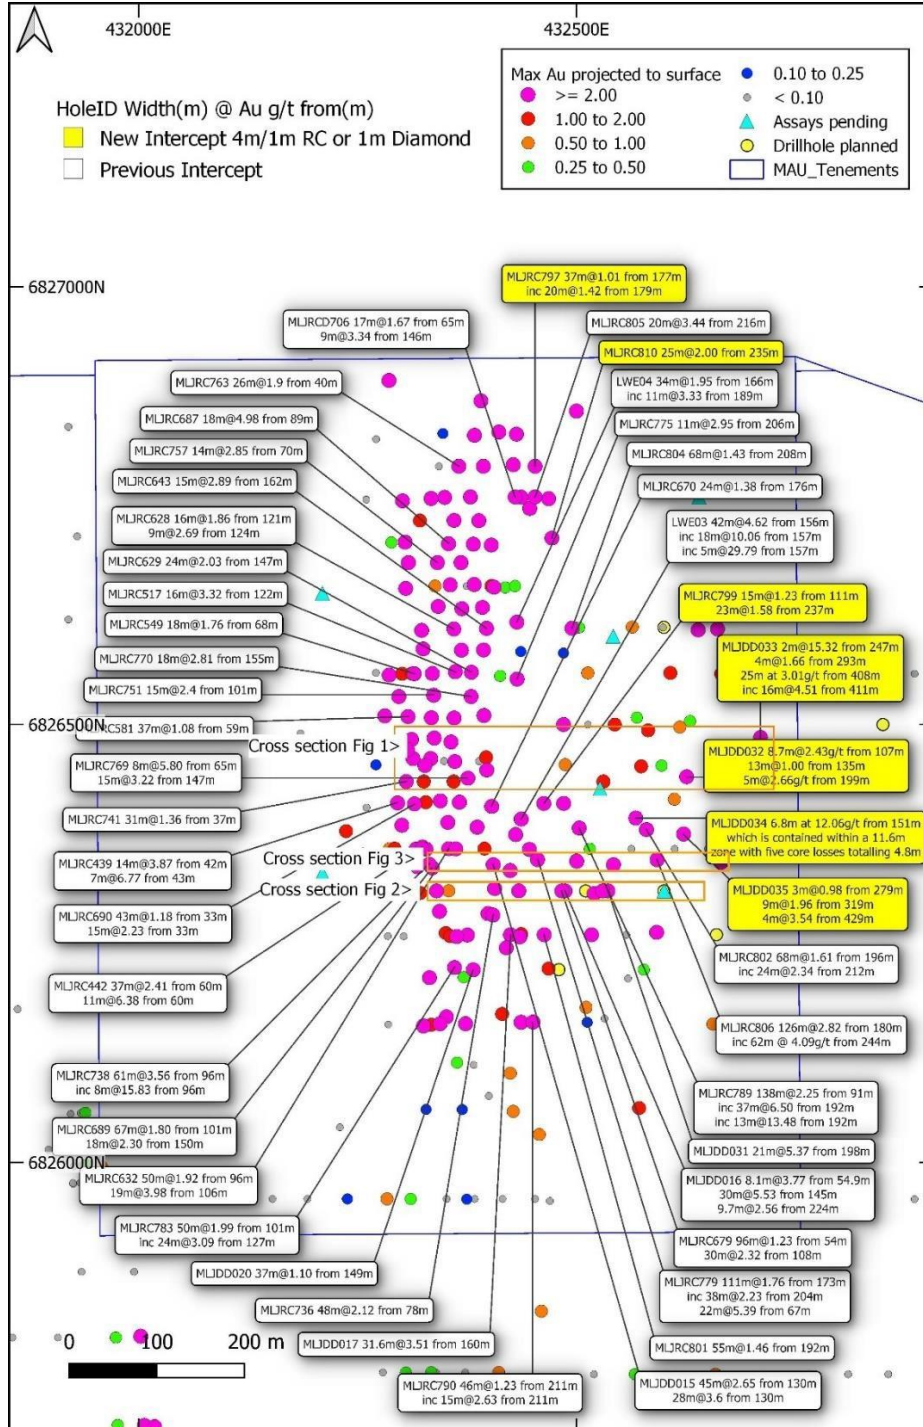 432000E
432500E
HoleID Width(m) @ Au g/t from(m)
New Intercept 4m/1m RC or 1m Diamond
Previous Intercept
Max Au projected to surface
>= 2.00
1.00 to 2.00
0.50 to 1.00
0.25 to 0.50
0.10 to 0.25
< 0.10
Assays pending
Drillhole planned
MAU_Tenements
6827000N
6826500N
6826000N
MLJRC797 37m@1.01 from 177m
inc 20m@1.42 from 179m
MLJRCD706 17m@1.67 from 65m
9m@3.34 from 146m
MLJRC805 20m@3.44 from 216m
MLJRC810 25m@2.00 from 235m
MLJRC763 26m@1.9 from 40m
LWE04 34m@1.95 from 166m
inc 11m@3.33 from 189m
MLJRC687 18m@4.98 from 89m
MLJRC775 11m@2.95 from 206m
MLJRC757 14m@2.85 from 70m
MLJRC804 68m@1.43 from 208m
MLJRC643 15m@2.89 from 162m
MLJRC670 24m@1.38 from 176m
MLJRC628 16m@1.86 from 121m
9m@2.69 from 124m
LWE03 42m@4.62 from 156m
inc 18m@10.06 from 157m
inc 5m@29.79 from 157m
MLJRC629 24m@2.03 from 147m
MLJRC517 16m@3.32 from 122m
MLJRC799 15m@1.23 from 111m
23m@1.58 from 237m
MLJRC549 18m@1.76 from 68m
MLJDD033 2m@15.32 from 247m
4m@1.66 from 293m
25m at 3.01g/t from 408m
inc 16m@4.51 from 411m
MLJRC770 18m@2.81 from 155m
MLJRC751 15m@2.4 from 101m
C581 37m@1.08 from 59m
Cross section Fig 1>
MLJDD032 8.7m@2.43g/t from 107m
13m@1.00 from 135m
5m@2.66g/t from 199m
MLJRC769 8m@5.80 from 65m
15m@3.22 from 147m
MLJRC741 31m@1.36 from 37m
MLJDD034 6.8m at 12.06g/t from 151m
which is contained within a 11.6m
zone with five core losses totalling 4.8m
MLJRC439 14m@3.87 from 42m
7m@6.77 from 43m
Cross section Fig 3>
Cross section Fig 2>
MLJDD035 3m@0.98 from 279m
9m@1.96 from 319m
4m@3.54 from 429m
MLJRC690 43m@1.18 from 33m
15m@2.23 from 33m
MLJRC802 68m@1.61 from 196m
inc 24m@2.34 from 212m
MLJRC442 37m@2.41 from 60m
11m@6.38 from 60m
MLJRC806 126m@2.82 from 180m
inc 62m @ 4.09g/t from 244m
MLJRC738 61m@3.56 from 96m
inc 8m@15.83 from 96m
MLJRC789 138m@2.25 from 91m
inc 37m@6.50 from 192m
inc 13m@13.48 from 192m
MLJRC689 67m@1.80 from 101m
18m@2.30 from 150m
MLJDD031 21m@5.37 from 198m
MLJRC632 50m@1.92 from 96m
19m@3.98 from 106m
MLJDD016 8.1m@3.77 from 54.9m
30m@5.53 from 145m
9.7m@2.56 from 224m
MLJRC783 50m@1.99 from 101m
inc 24m@3.09 from 127m
MLJRC679 96m@1.23 from 54m
30m@2.32 from 108m
MLJDD020 37m@1.10 from 149m
MLJRC779 111m@1.76 from 173m
inc 38m@2.23 from 204m
22m@5.39 from 67m
MLJRC736 48m@2.12 from 78m
MLJDD017 31.6m@3.51 from 160m
MLJRC801 55m@1.46 from 192m
MLJRC790 46m@1.23 from 211m
inc 15m@2.63 from 211m
MLJDD015 45m@2.65 from 130m
28m@3.6 from 130m
0 100 200 m